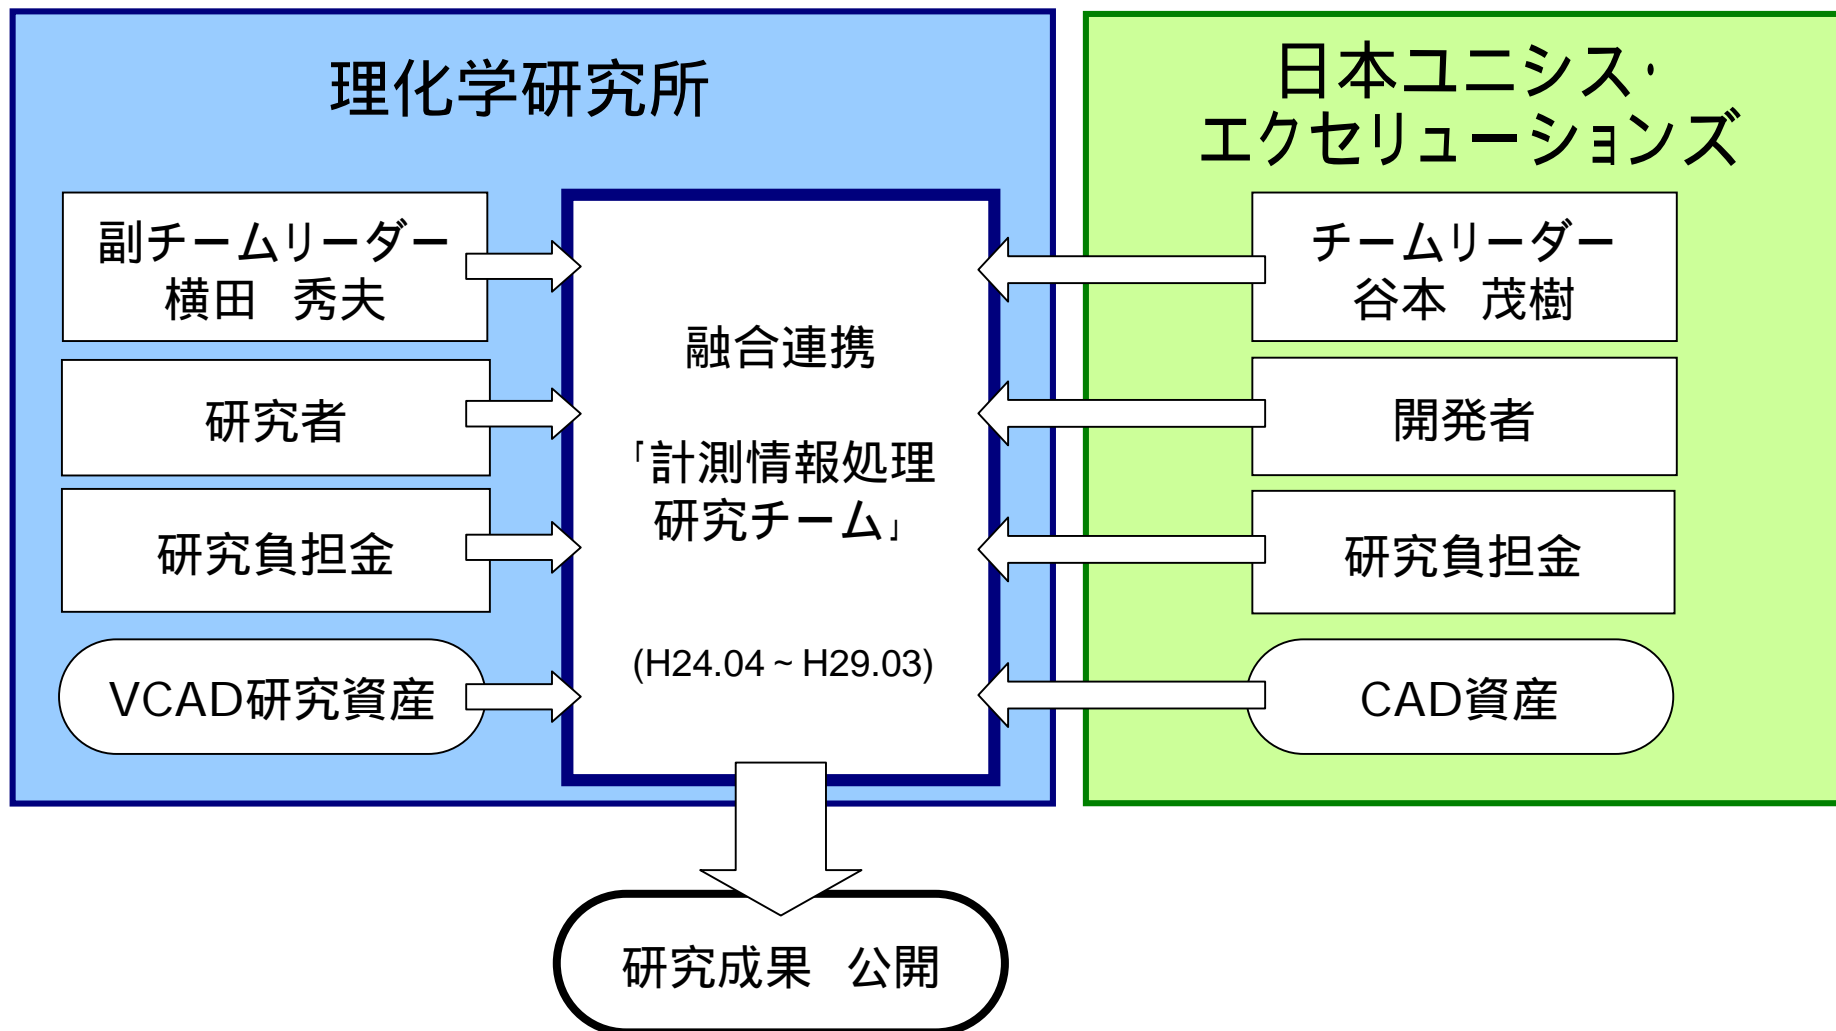 理化学研究所
副チームリーダー
横田　秀夫
研究者
研究負担金
VCAD研究資産
融合連携
「計測情報処理
研究チーム」
(H24.04 ~ H29.03)
日本ユニシス・
エクセリューションズ
チームリーダー
谷本　茂樹
開発者
研究負担金
CAD資産
研究成果　公開